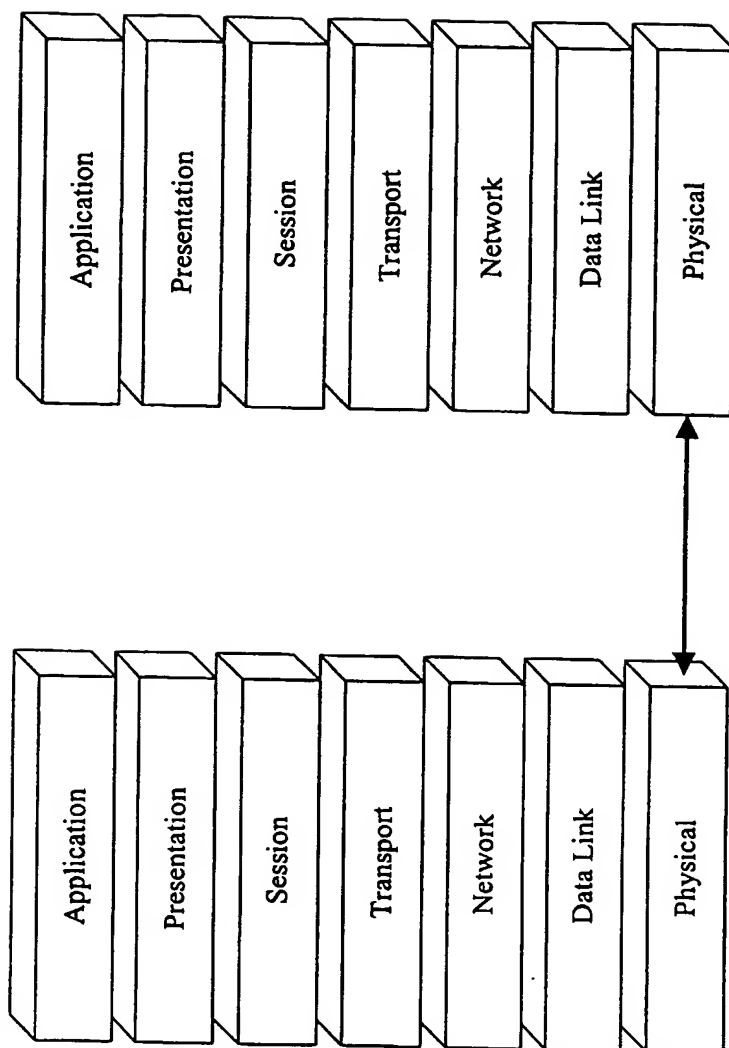 Application
Presentation
Session
Transport
Network
Data Link
Physical
Application
Presentation
Session
Transport
Network
Data Link
Physical